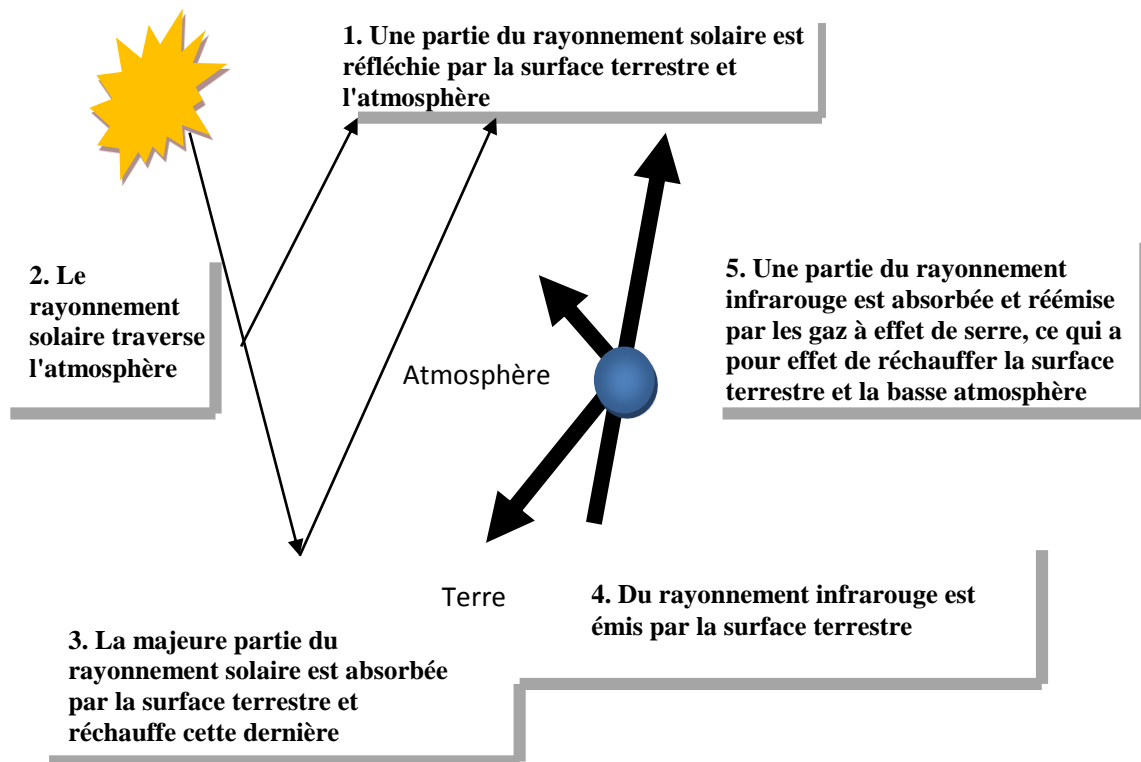 1. Une partie du rayonnement solaire est
réfléchie par la surface terrestre et
l'atmosphère
2. Le
rayonnement
solaire traverse
l'atmosphère
Atmosphère
5. Une partie du rayonnement
infrarouge est absorbée et réémise
par les gaz à effet de serre, ce qui a
pour effet de réchauffer la surface
terrestre et la basse atmosphère
Terre
3. La majeure partie du
rayonnement solaire est absorbée
par la surface terrestre et
réchauffe cette dernière
4. Du rayonnement infrarouge est
émis par la surface terrestre